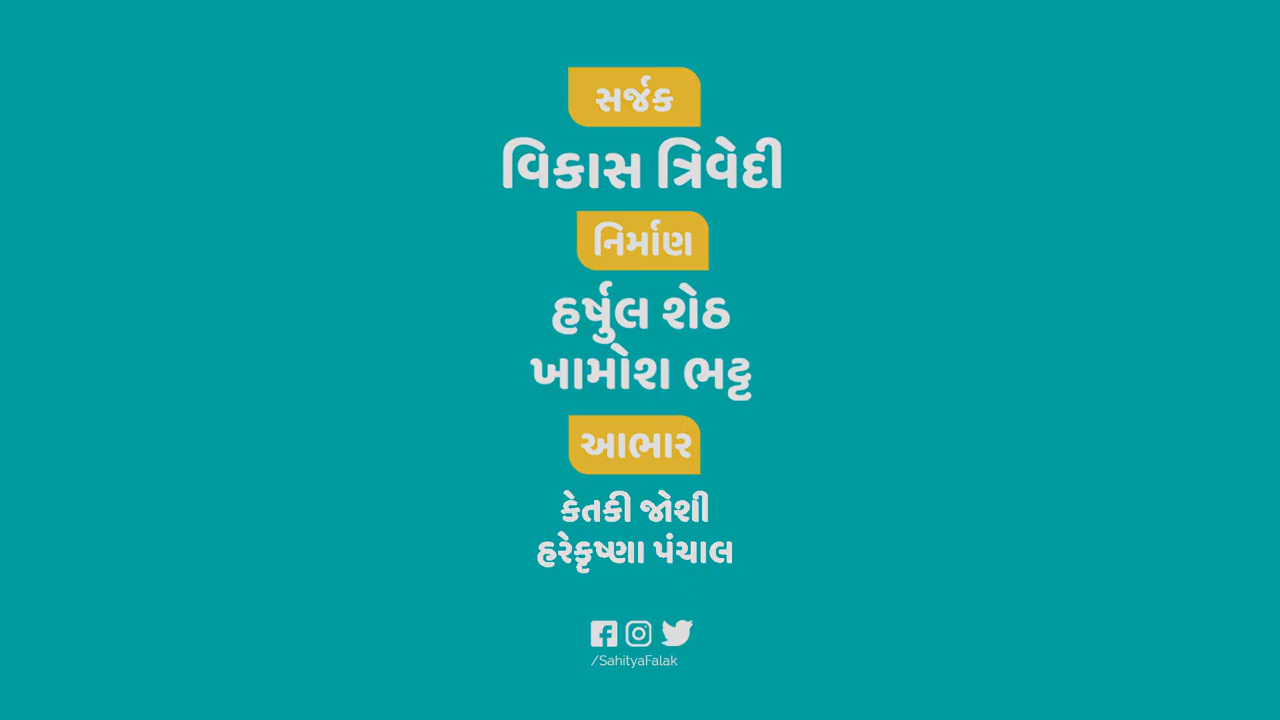 સર્જક
વિકાસ ત્રિવેદી
નિર્માણ
હર્ષુલ શેઠ
ખામોશ ભટ્ટ
આભાર
કેતકી જોશી
હરેકૃષ્ણા પંચાલ
/SahityaFalak